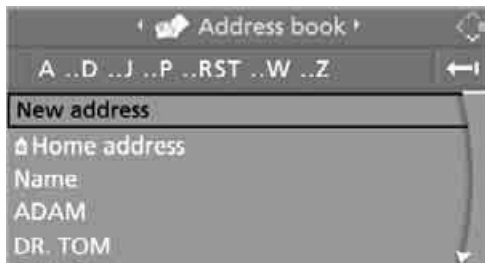 Address book
A ..D ..J ..P ..RST ..W ..Z
New address
Home address
Name
ADAM
DR. TOM